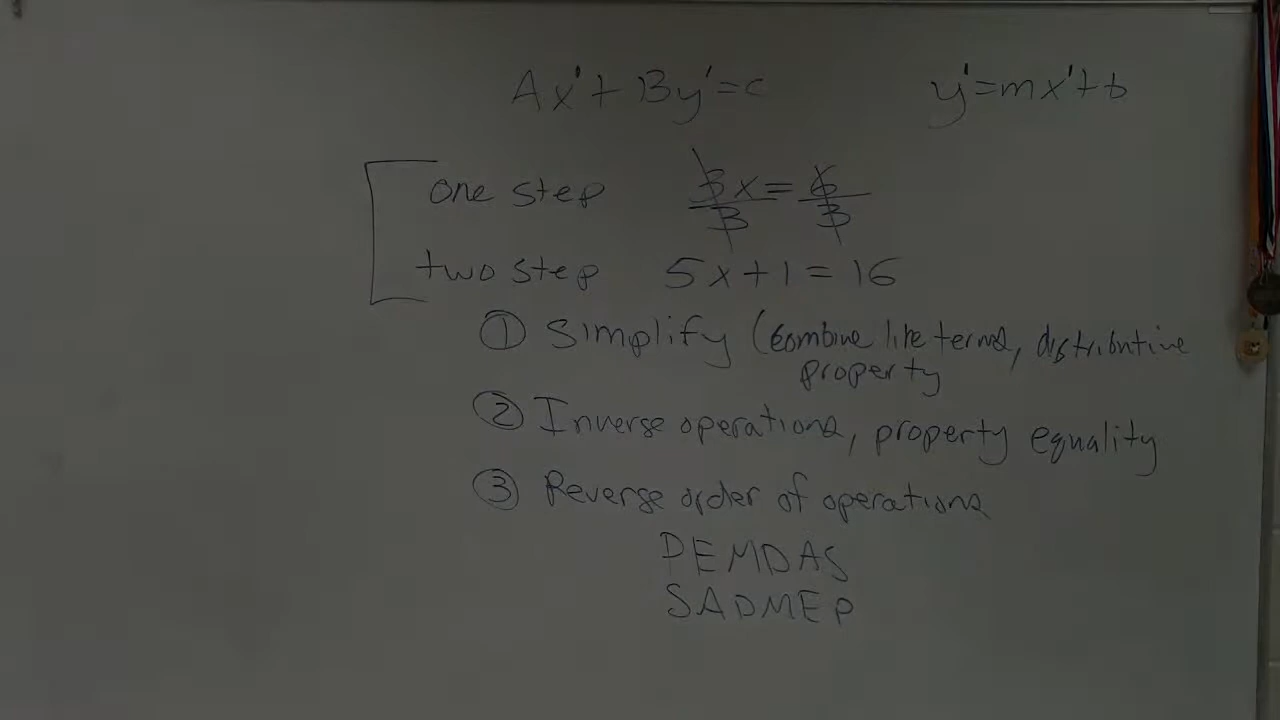 Ax'+ By'=c
y'=mx'+b
one step 3x = 6
3 3
two step 5x+1=16
① Simplify (combine like terms, distributive
property
② Inverse operations, property equality
③ Reverse order of operations
PEMDAS
SADMEP